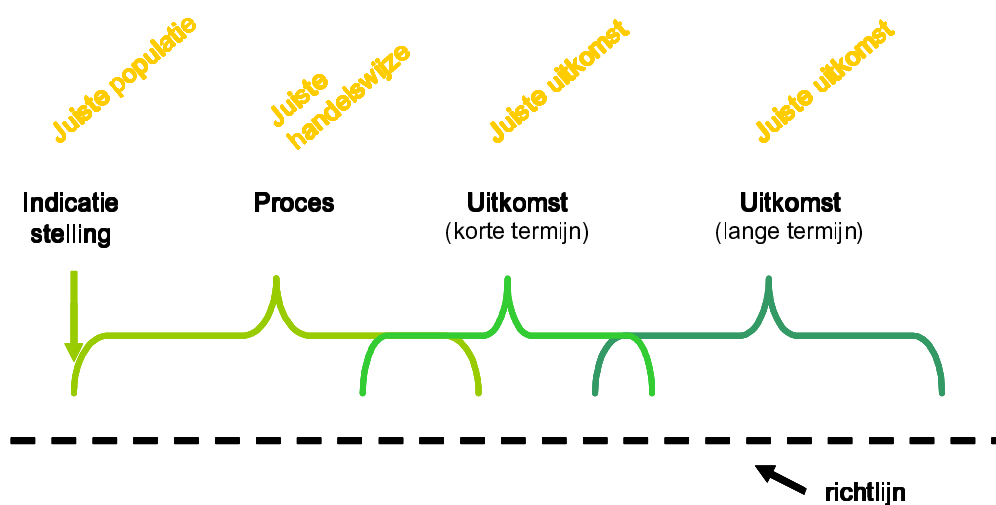 Juiste populatie
Juiste
handelswijze
Juiste uitkomst
Juiste uitkomst
Indicatie
stelling
Proces
Uitkomst
(korte termijn)
Uitkomst
(lange termijn)
richtlijn